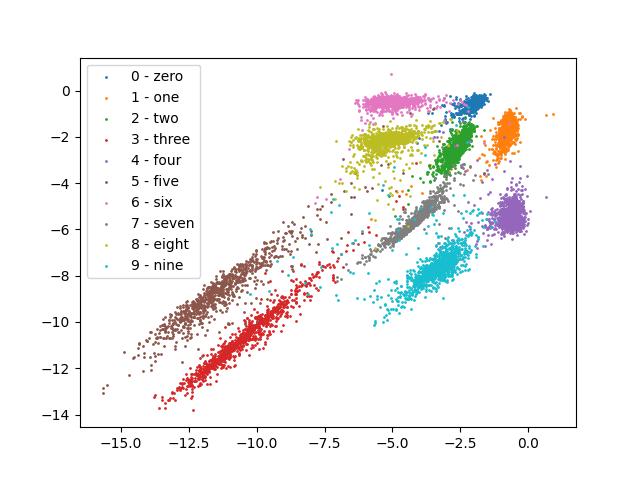 0 - zero
1 - one
2 - two
3 - three
4 - four
5 - five
6 - six
7 - seven
8 - eight
9 - nine
0
−2
−4
−6
−8
−10
−12
−14
−15.0 −12.5 −10.0 −7.5 −5.0 −2.5 0.0